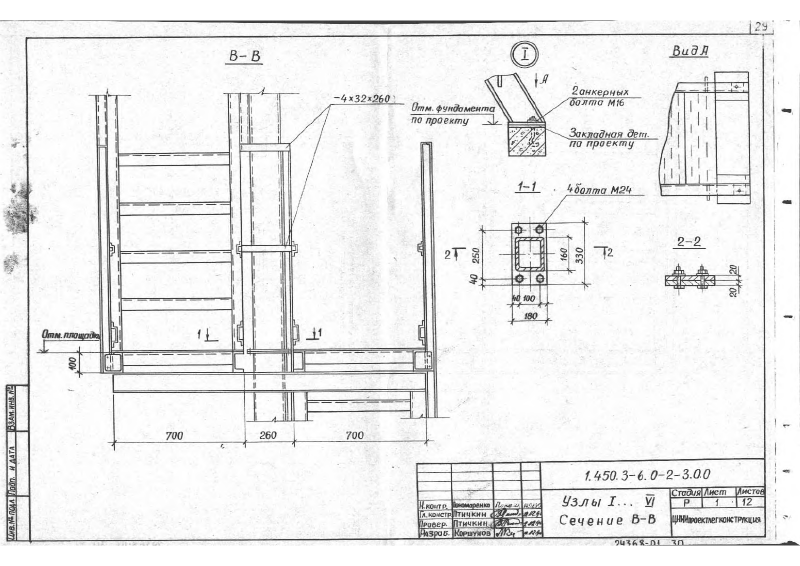 29
В–В
I
Вид А
А
–4×32×260
2 анкерных
болта М16
Отм. фундамента
по проекту
Закладная дет.
по проекту
1–1
4 болта М24
2
2
250
40
160
330
40 100
180
2–2
20
20
Отм. площадки
1
1
100
700
260
700
1.450.3–6.0–2–3.00
Узлы I... VI
Сечение В–В
Стадия Лист Листов
Р 1 12
ЦНИИпроектлегконструкция
Н. контр. Пономаренко
Гл. констр. Птичкин
Провер. Птичкин
Разраб. Коршунов
Взам. инв. №
Подп. и дата
Инв. № подл.
24368-01 30